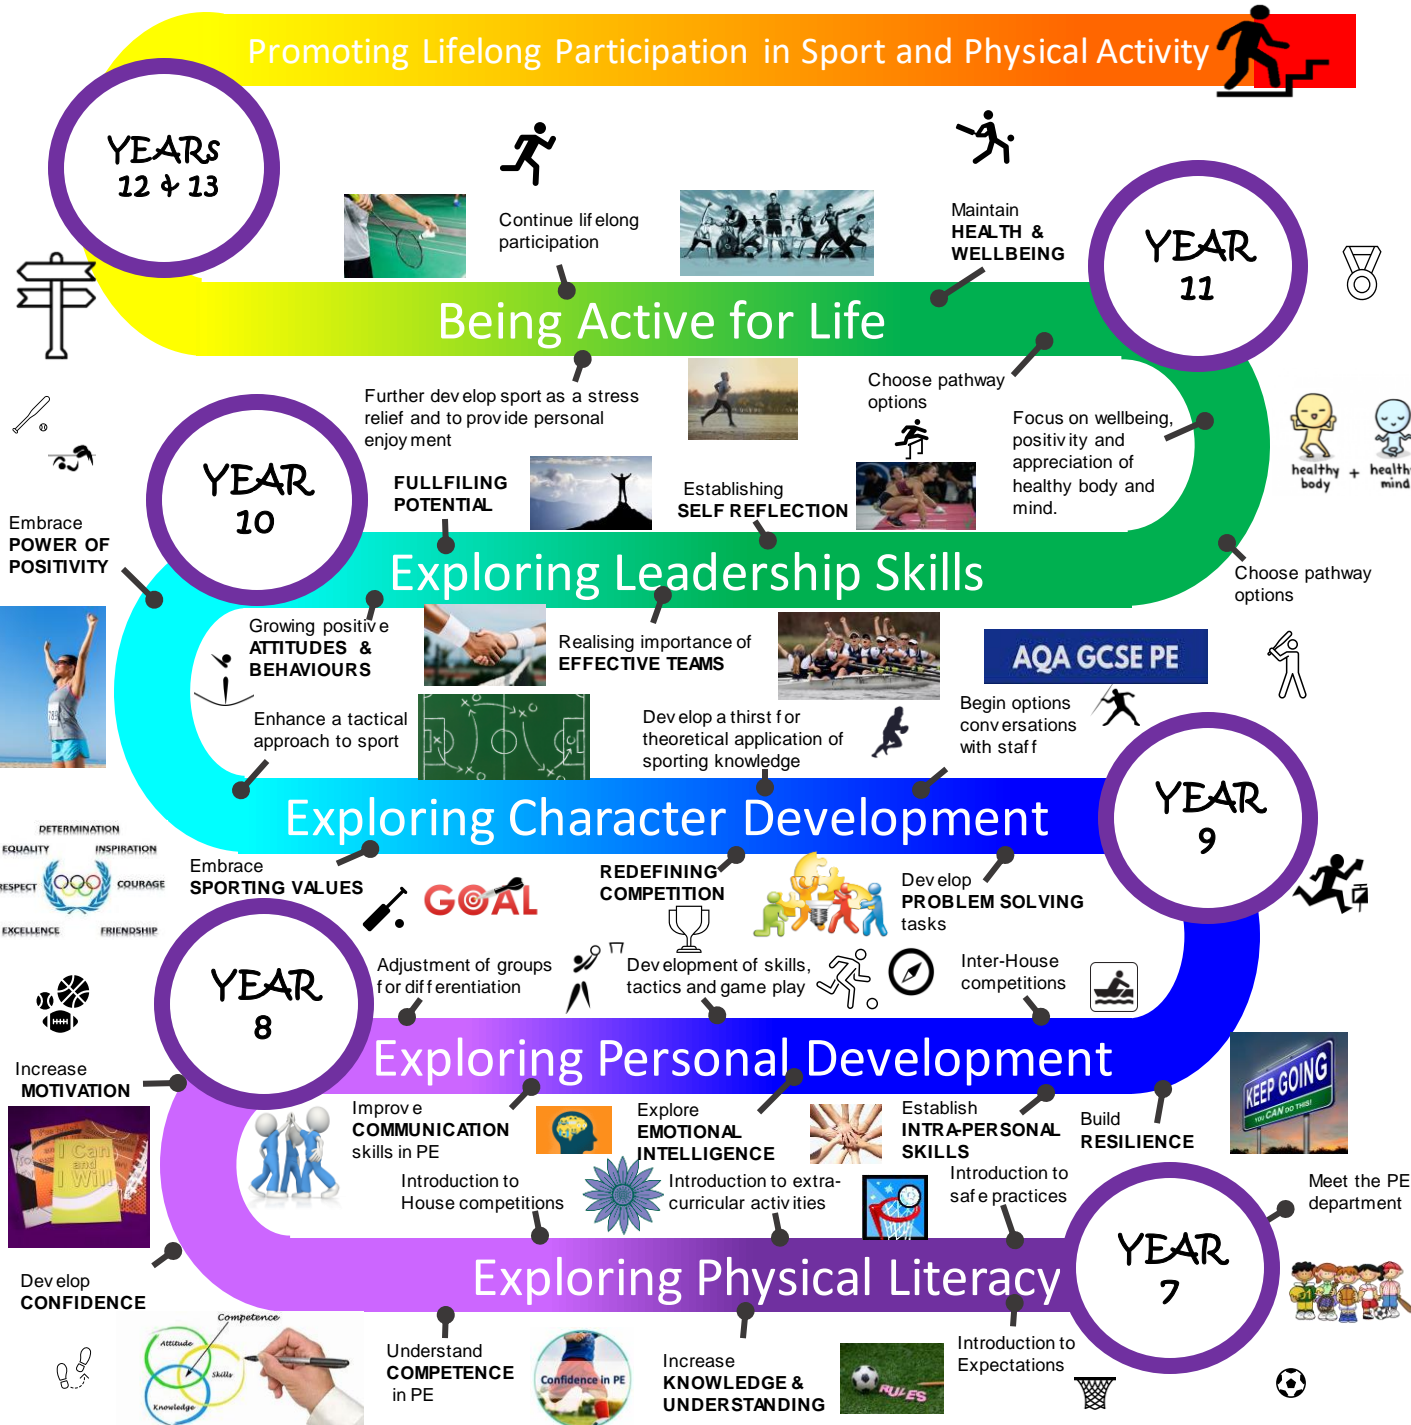 Promoting Lifelong Participation in Sport and Physical Activity
YEARs
12 & 13
Continue lifelong
participation
Maintain
HEALTH &
WELLBEING
YEAR
11
Being Active for Life
Further develop sport as a stress
relief and to provide personal
enjoyment
Choose pathway
options
Focus on wellbeing,
positivity and
appreciation of
healthy body and
mind.
healthy + health
body mind
YEAR
10
FULLFILING
POTENTIAL
Establishing
SELF REFLECTION
Embrace
POWER OF
POSITIVITY
Exploring Leadership Skills
Choose pathway
options
Growing positive
ATTITUDES &
BEHAVIOURS
Realising importance of
EFFECTIVE TEAMS
AQA GCSE PE
Enhance a tactical
approach to sport
Develop a thirst for
theoretical application of
sporting knowledge
Begin options
conversations
with staff
Exploring Character Development
YEAR
9
DETERMINATION
EQUALITY INSPIRATION
RESPECT COURAGE
EXCELLENCE FRIENDSHIP
Embrace
SPORTING VALUES
GOAL
REDEFINING
COMPETITION
Develop
PROBLEM SOLVING
tasks
YEAR
8
Adjustment of groups
for differentiation
Development of skills,
tactics and game play
Inter-House
competitions
Exploring Personal Development
Increase
MOTIVATION
I Can
and
I Will
Improve
COMMUNICATION
skills in PE
Explore
EMOTIONAL
INTELLIGENCE
Establish
INTRA-PERSONAL
SKILLS
Build
RESILIENCE
KEEP GOING
YOU CAN DO THIS!
Introduction to
House competitions
Introduction to extra-
curricular activities
Introduction to
safe practices
Meet the PE
department
YEAR
7
Exploring Physical Literacy
Develop
CONFIDENCE
Competence
Attitude
Skills
Knowledge
Understand
COMPETENCE
in PE
Confidence in PE
Increase
KNOWLEDGE &
UNDERSTANDING
RULES
Introduction to
Expectations